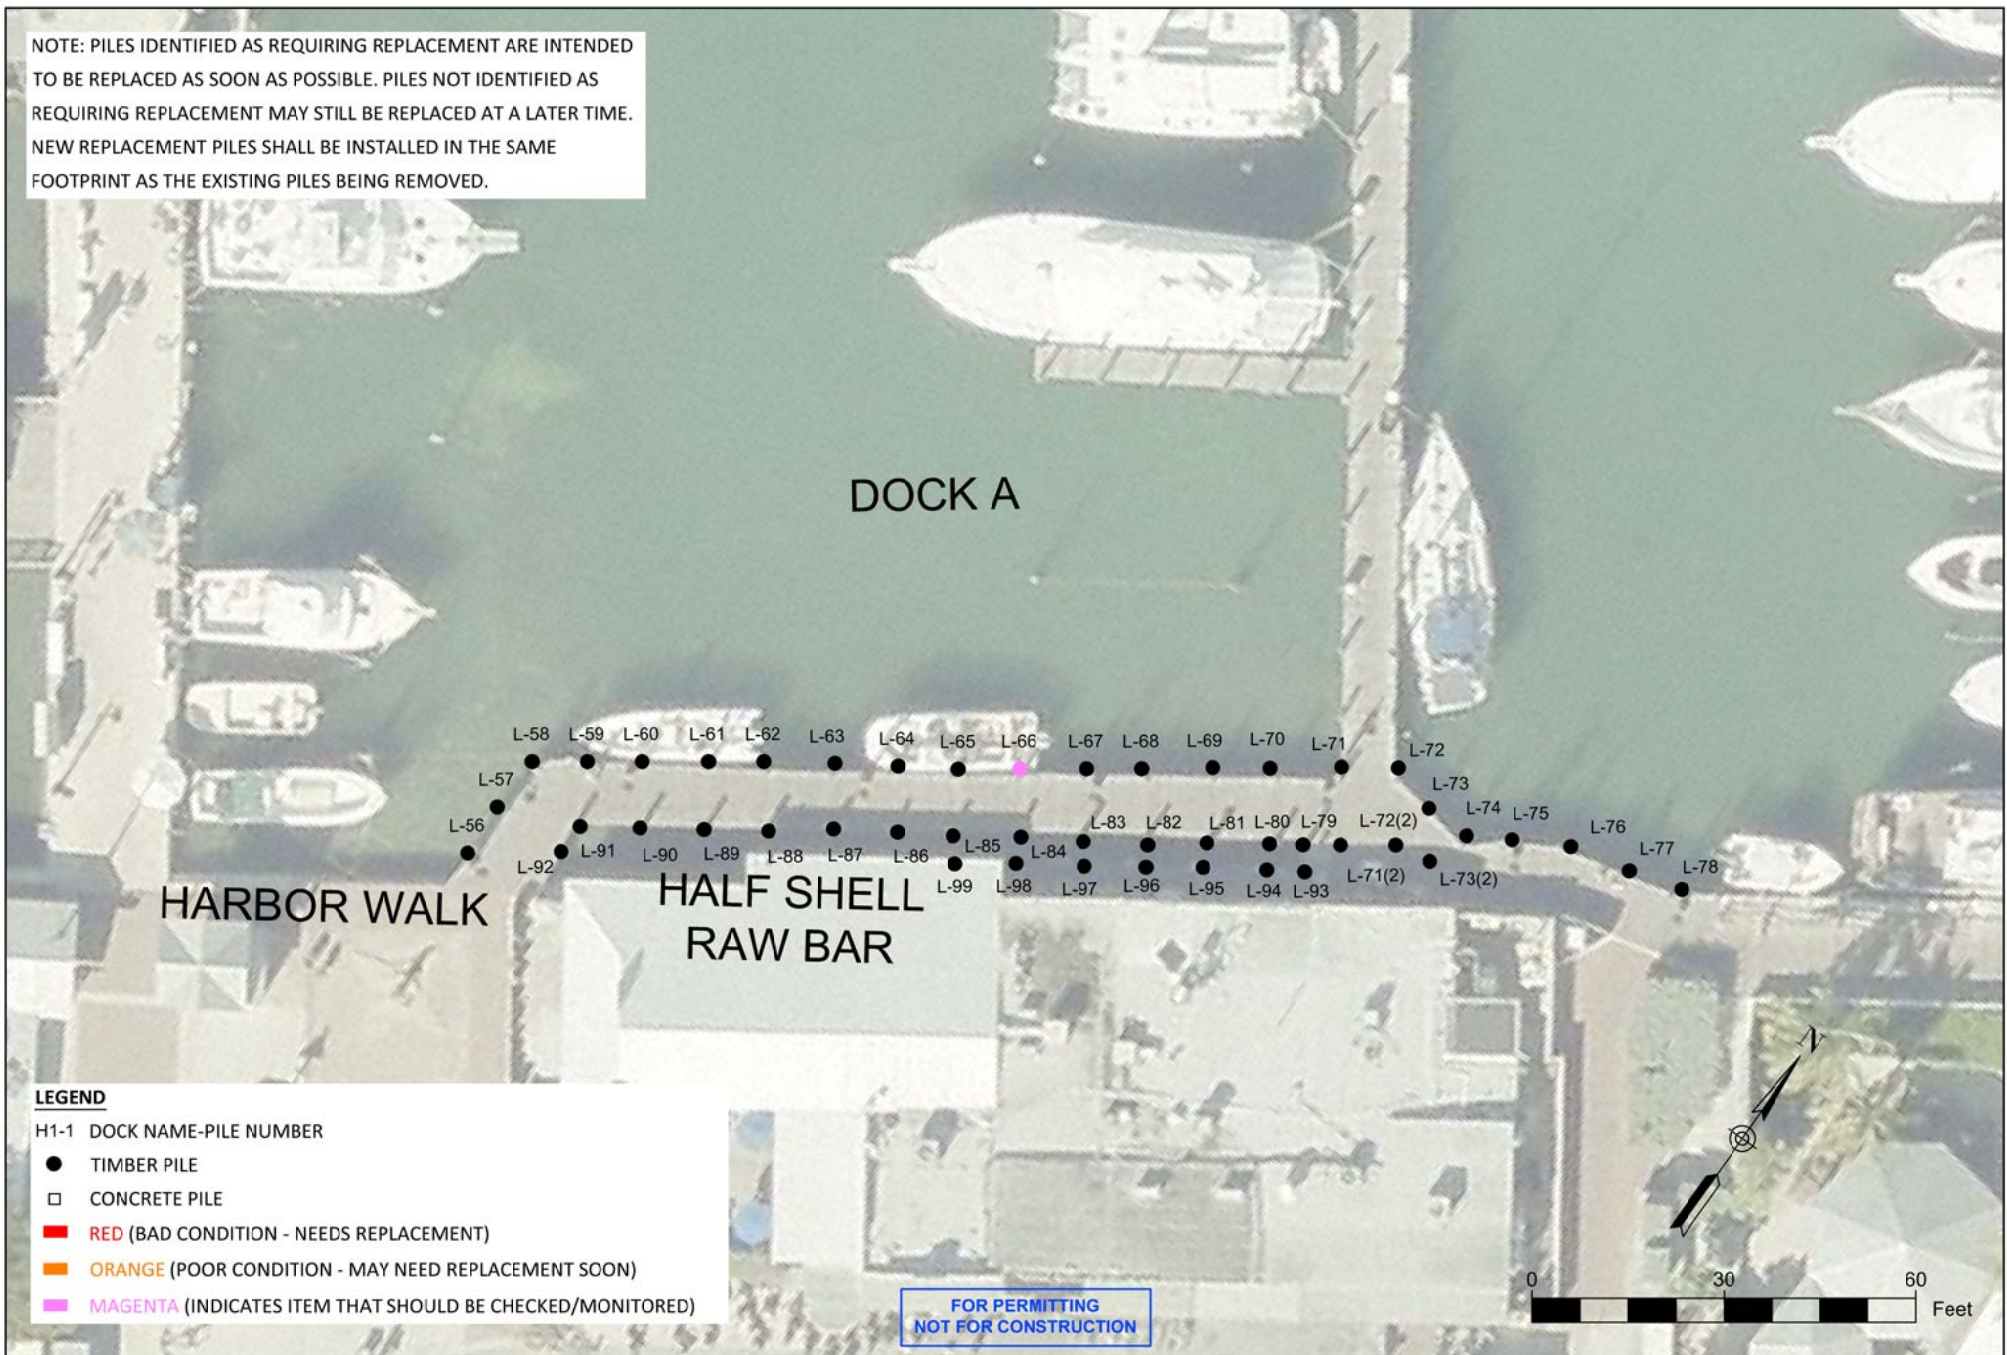 NOTE: PILES IDENTIFIED AS REQUIRING REPLACEMENT ARE INTENDED
TO BE REPLACED AS SOON AS POSSIBLE. PILES NOT IDENTIFIED AS
REQUIRING REPLACEMENT MAY STILL BE REPLACED AT A LATER TIME.
NEW REPLACEMENT PILES SHALL BE INSTALLED IN THE SAME
FOOTPRINT AS THE EXISTING PILES BEING REMOVED.
DOCK A
L-58 L-59 L-60 L-61 L-62 L-63 L-64 L-65 L-66 L-67 L-68 L-69 L-70 L-71 L-72
L-57 L-73
L-56 L-74 L-75
L-83 L-82 L-81 L-80 L-79 L-72(2) L-76
L-92 L-91 L-90 L-89 L-88 L-87 L-86 L-85 L-84 L-77
L-99 L-98 L-97 L-96 L-95 L-94 L-93 L-71(2) L-73(2) L-78
HARBOR WALK
HALF SHELL
RAW BAR
LEGEND
H1-1 DOCK NAME-PILE NUMBER
TIMBER PILE
CONCRETE PILE
RED (BAD CONDITION - NEEDS REPLACEMENT)
ORANGE (POOR CONDITION - MAY NEED REPLACEMENT SOON)
MAGENTA (INDICATES ITEM THAT SHOULD BE CHECKED/MONITORED)
FOR PERMITTING
NOT FOR CONSTRUCTION
N
0 30 60
Feet